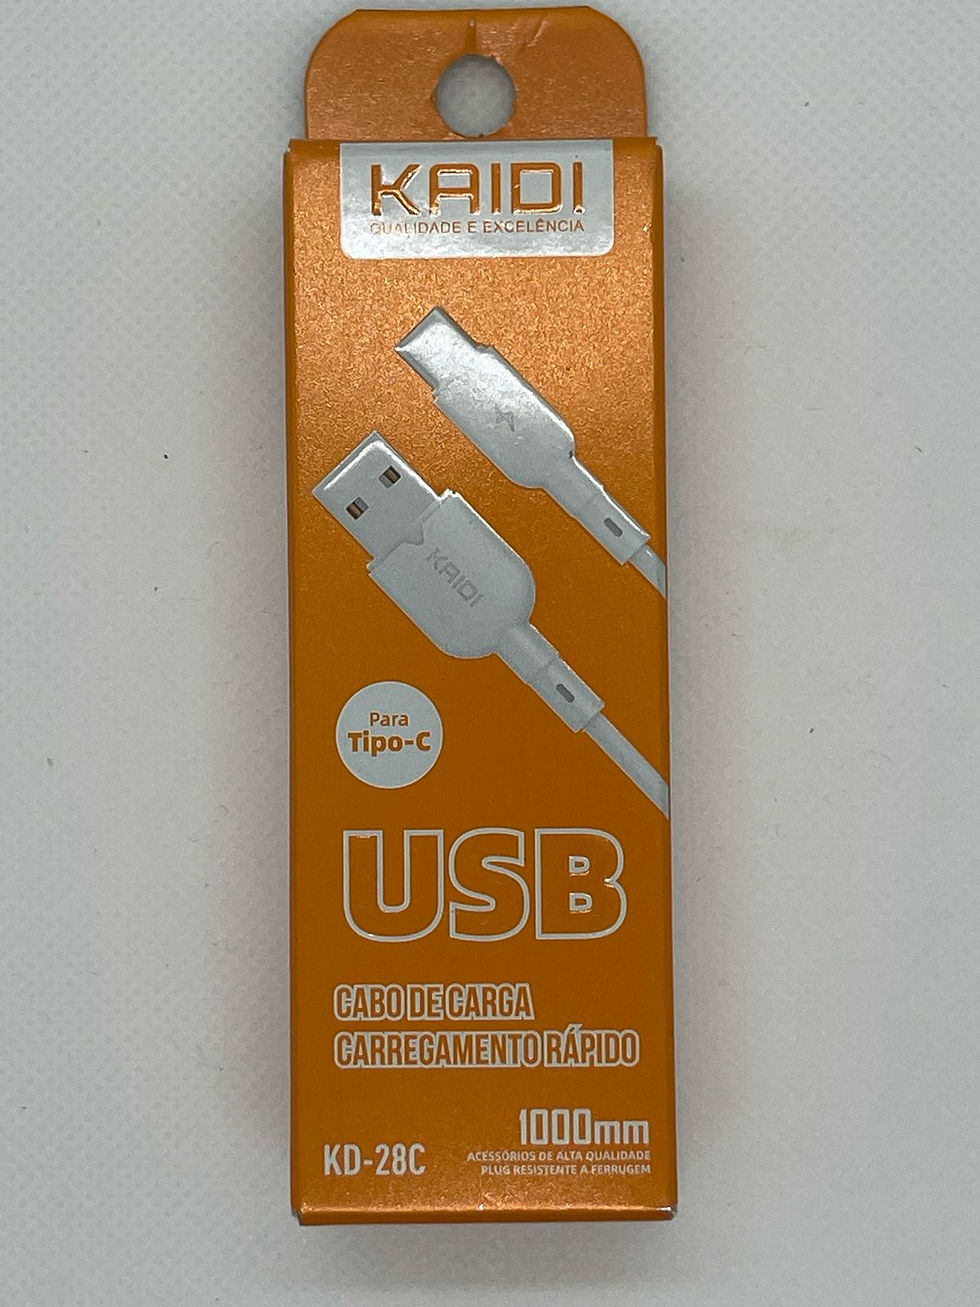 KAIDI
QUALIDADE E EXCELÊNCIA
KAIDI
Para
Tipo-C
USB
CABO DE CARGA
CARREGAMENTO RÁPIDO
1000mm
KD-28C
ACESSÓRIOS DE ALTA QUALIDADE
PLUG RESISTENTE A FERRUGEM